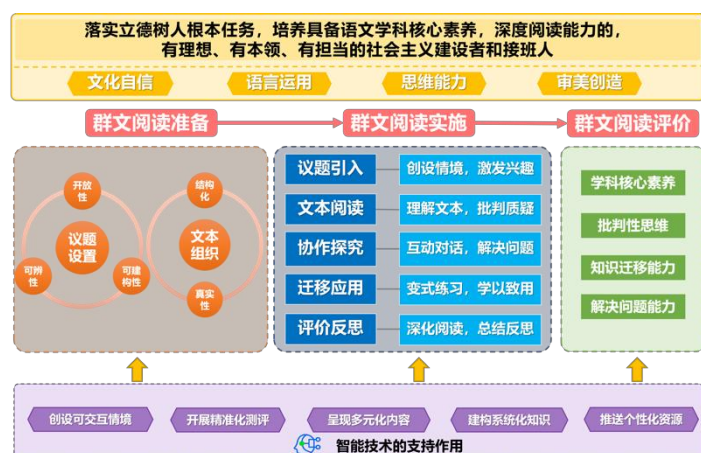 落实立德树人根本任务，培养具备语文学科核心素养，深度阅读能力的，
有理想、有本领、有担当的社会主义建设者和接班人
文化自信
语言运用
思维能力
审美创造
群文阅读准备
群文阅读实施
群文阅读评价
开放
性
议题
设置
可辨
性
可建
构性
结构
化
文本
组织
真实
性
议题引入
创设情境，激发兴趣
文本阅读
理解文本，批判质疑
协作探究
互动对话，解决问题
迁移应用
变式练习，学以致用
评价反思
深化阅读，总结反思
学科核心素养
批判性思维
知识迁移能力
解决问题能力
创设可交互情境
开展精准化测评
呈现多元化内容
建构系统化知识
推送个性化资源
智能技术的支持作用